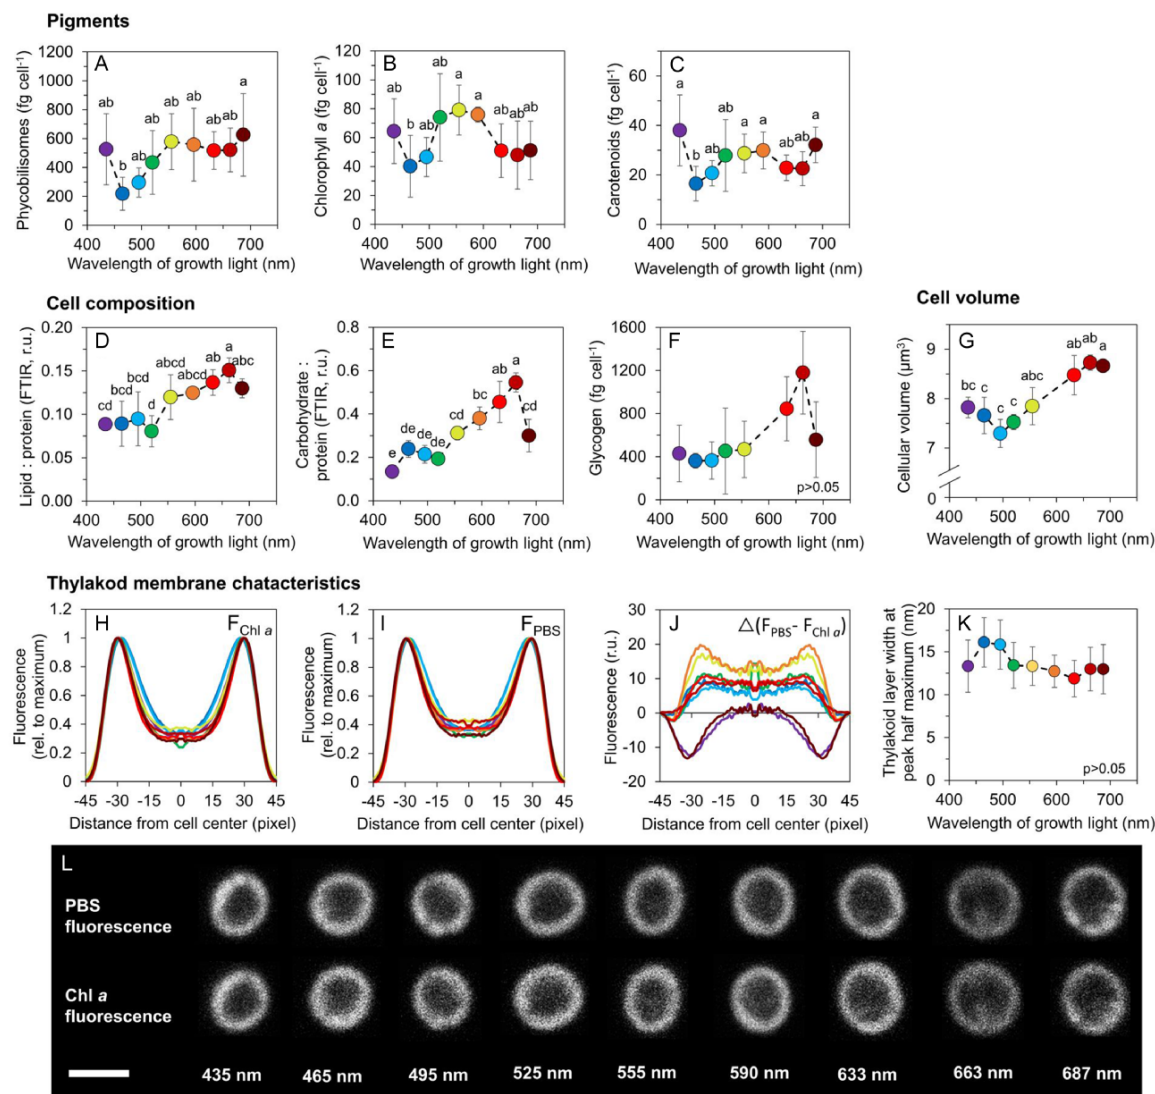 Pigments
A
Phycobilisomes (fg cell-1)
1200
1000
800
600
400
200
0
ab
b
ab
ab
ab
ab
ab
ab
a
400 500 600 700
Wavelength of growth light (nm)
B
Chlorophyll a (fg cell-1)
120
100
80
60
40
20
0
ab
b
ab
ab
a
a
ab
ab
ab
400 500 600 700
Wavelength of growth light (nm)
C
Carotenoids (fg cell-1)
60
40
20
0
a
b
ab
ab
a
a
ab
ab
a
400 500 600 700
Wavelength of growth light (nm)
Cell composition
Cell volume
D
Lipid : protein (FTIR, r.u.)
0.20
0.15
0.10
0.05
0.00
cd
bcd
bcd
d
abcd
abcd
ab
a
abc
400 500 600 700
Wavelength of growth light (nm)
E
Carbohydrate :
protein (FTIR, r.u.)
0.8
0.6
0.4
0.2
0.0
e
de
de
de
cd
bc
ab
a
cd
400 500 600 700
Wavelength of growth light (nm)
F
Glycogen (fg cell-1)
1600
1200
800
400
0
p>0.05
400 500 600 700
Wavelength of growth light (nm)
G
Cellular volume (µm3)
9
8
7
0
bc
c
c
c
abc
ab
ab
a
400 500 600 700
Wavelength of growth light (nm)
Thylakod membrane chatacteristics
H
FChl a
Fluorescence
(rel. to maximum)
1.2
1
0.8
0.6
0.4
0.2
0
-45 -30 -15 0 15 30 45
Distance from cell center (pixel)
I
FPBS
Fluorescence
(rel. to maximum)
1.2
1
0.8
0.6
0.4
0.2
0
-45 -30 -15 0 15 30 45
Distance from cell center (pixel)
J
△(FPBS- FChl a)
Fluorescence (r.u.)
30
20
10
0
-10
-20
-45 -30 -15 0 15 30 45
Distance from cell center (pixel)
K
Thylakoid layer width at
peak half maximum (nm)
20
15
10
5
0
p>0.05
400 500 600 700
Wavelength of growth light (nm)
L
PBS
fluorescence
Chl a
fluorescence
435 nm 465 nm 495 nm 525 nm 555 nm 590 nm 633 nm 663 nm 687 nm